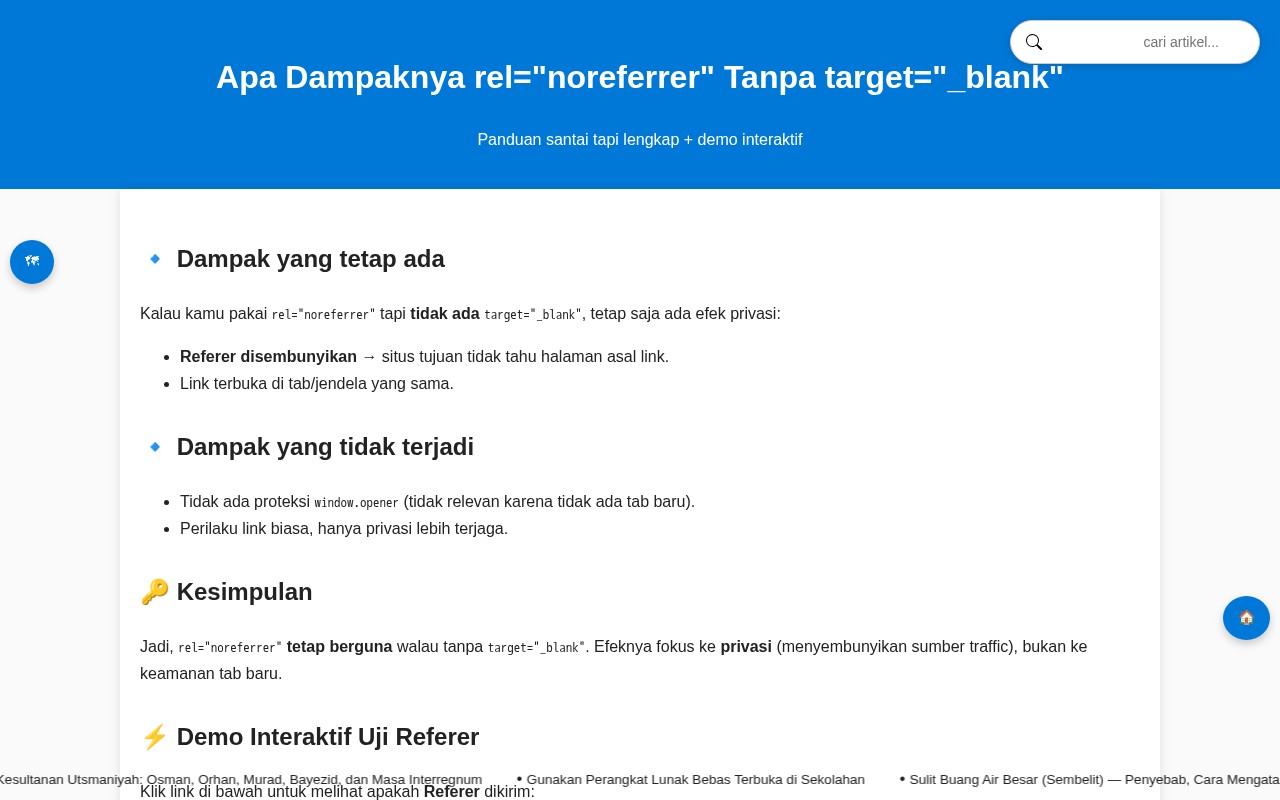 cari artikel...
Apa Dampaknya rel="noreferrer" Tanpa target="_blank"
Panduan santai tapi lengkap + demo interaktif
🔹 Dampak yang tetap ada
Kalau kamu pakai rel="noreferrer" tapi tidak ada target="_blank", tetap saja ada efek privasi:
• Referer disembunyikan → situs tujuan tidak tahu halaman asal link.
• Link terbuka di tab/jendela yang sama.
🔹 Dampak yang tidak terjadi
• Tidak ada proteksi window.opener (tidak relevan karena tidak ada tab baru).
• Perilaku link biasa, hanya privasi lebih terjaga.
🔑 Kesimpulan
Jadi, rel="noreferrer" tetap berguna walau tanpa target="_blank". Efeknya fokus ke privasi (menyembunyikan sumber traffic), bukan ke
keamanan tab baru.
⚡ Demo Interaktif Uji Referer
Kesultanan Utsmaniyah: Osman, Orhan, Murad, Bayezid, dan Masa Interregnum • Gunakan Perangkat Lunak Bebas Terbuka di Sekolahan • Sulit Buang Air Besar (Sembelit) — Penyebab, Cara Mengata
Klik link di bawah untuk melihat apakah Referer dikirim: